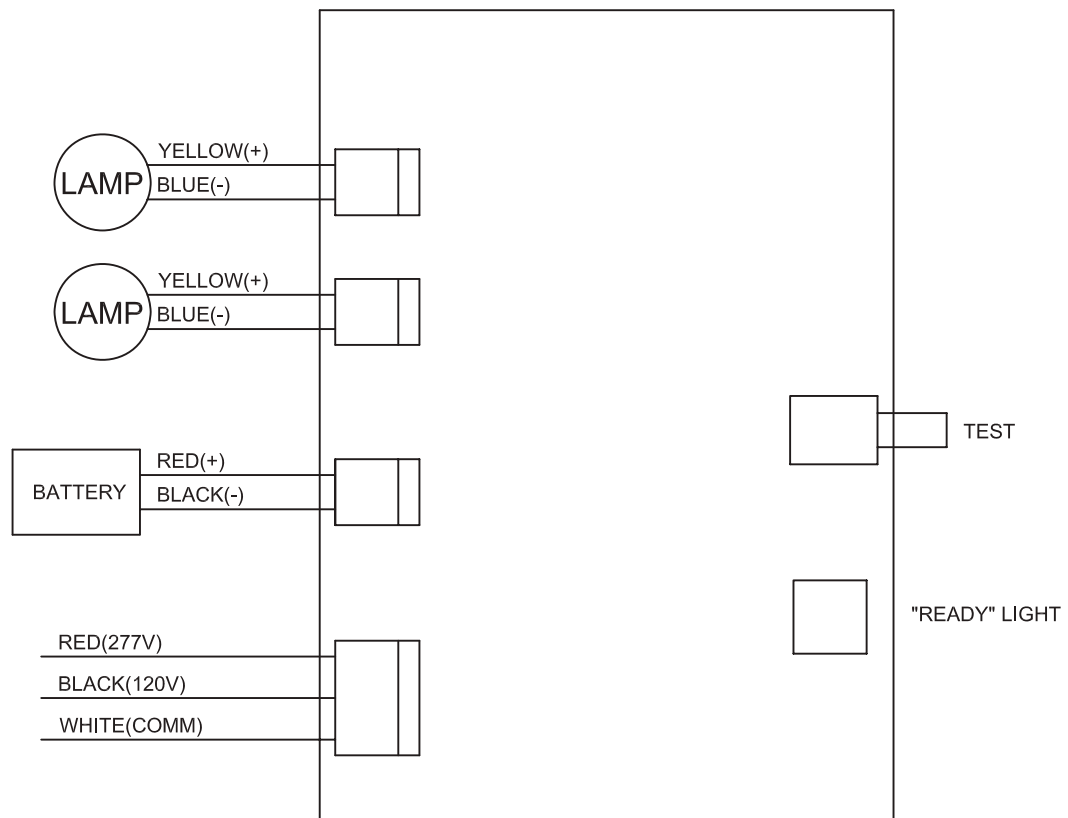 LAMP
YELLOW(+)
BLUE(-)
LAMP
YELLOW(+)
BLUE(-)
TEST
BATTERY
RED(+)
BLACK(-)
"READY" LIGHT
RED(277V)
BLACK(120V)
WHITE(COMM)